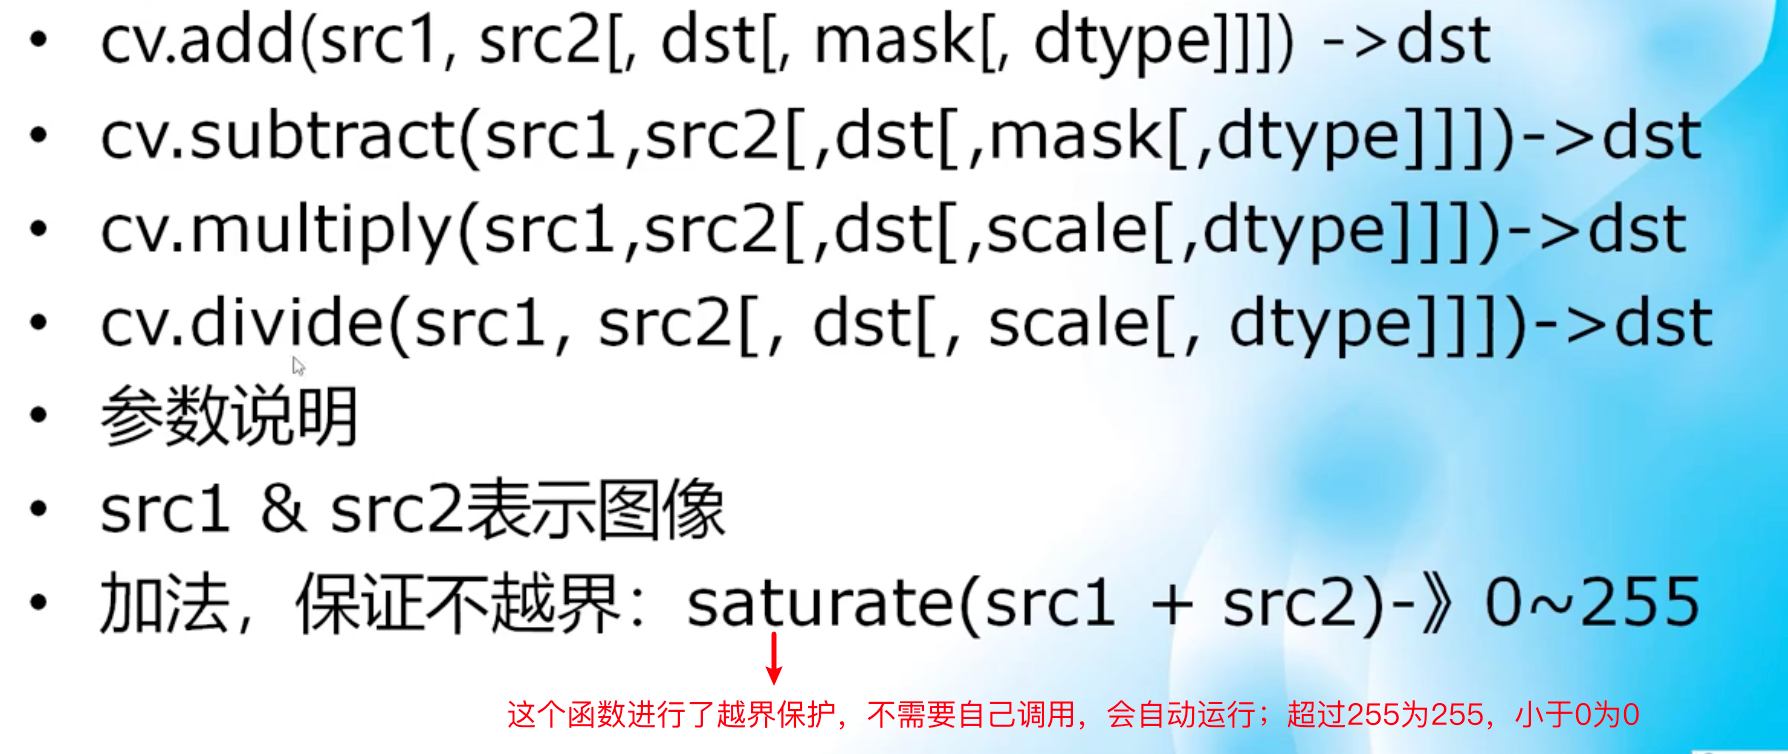 • cv.add(src1, src2[, dst[, mask[, dtype]]]) ->dst
• cv.subtract(src1,src2[,dst[,mask[,dtype]]])->dst
• cv.multiply(src1,src2[,dst[,scale[,dtype]]])->dst
• cv.divide(src1, src2[, dst[, scale[, dtype]]])->dst
• 参数说明
• src1 & src2表示图像
• 加法，保证不越界：saturate(src1 + src2)-》0~255
这个函数进行了越界保护，不需要自己调用，会自动运行；超过255为255，小于0为0